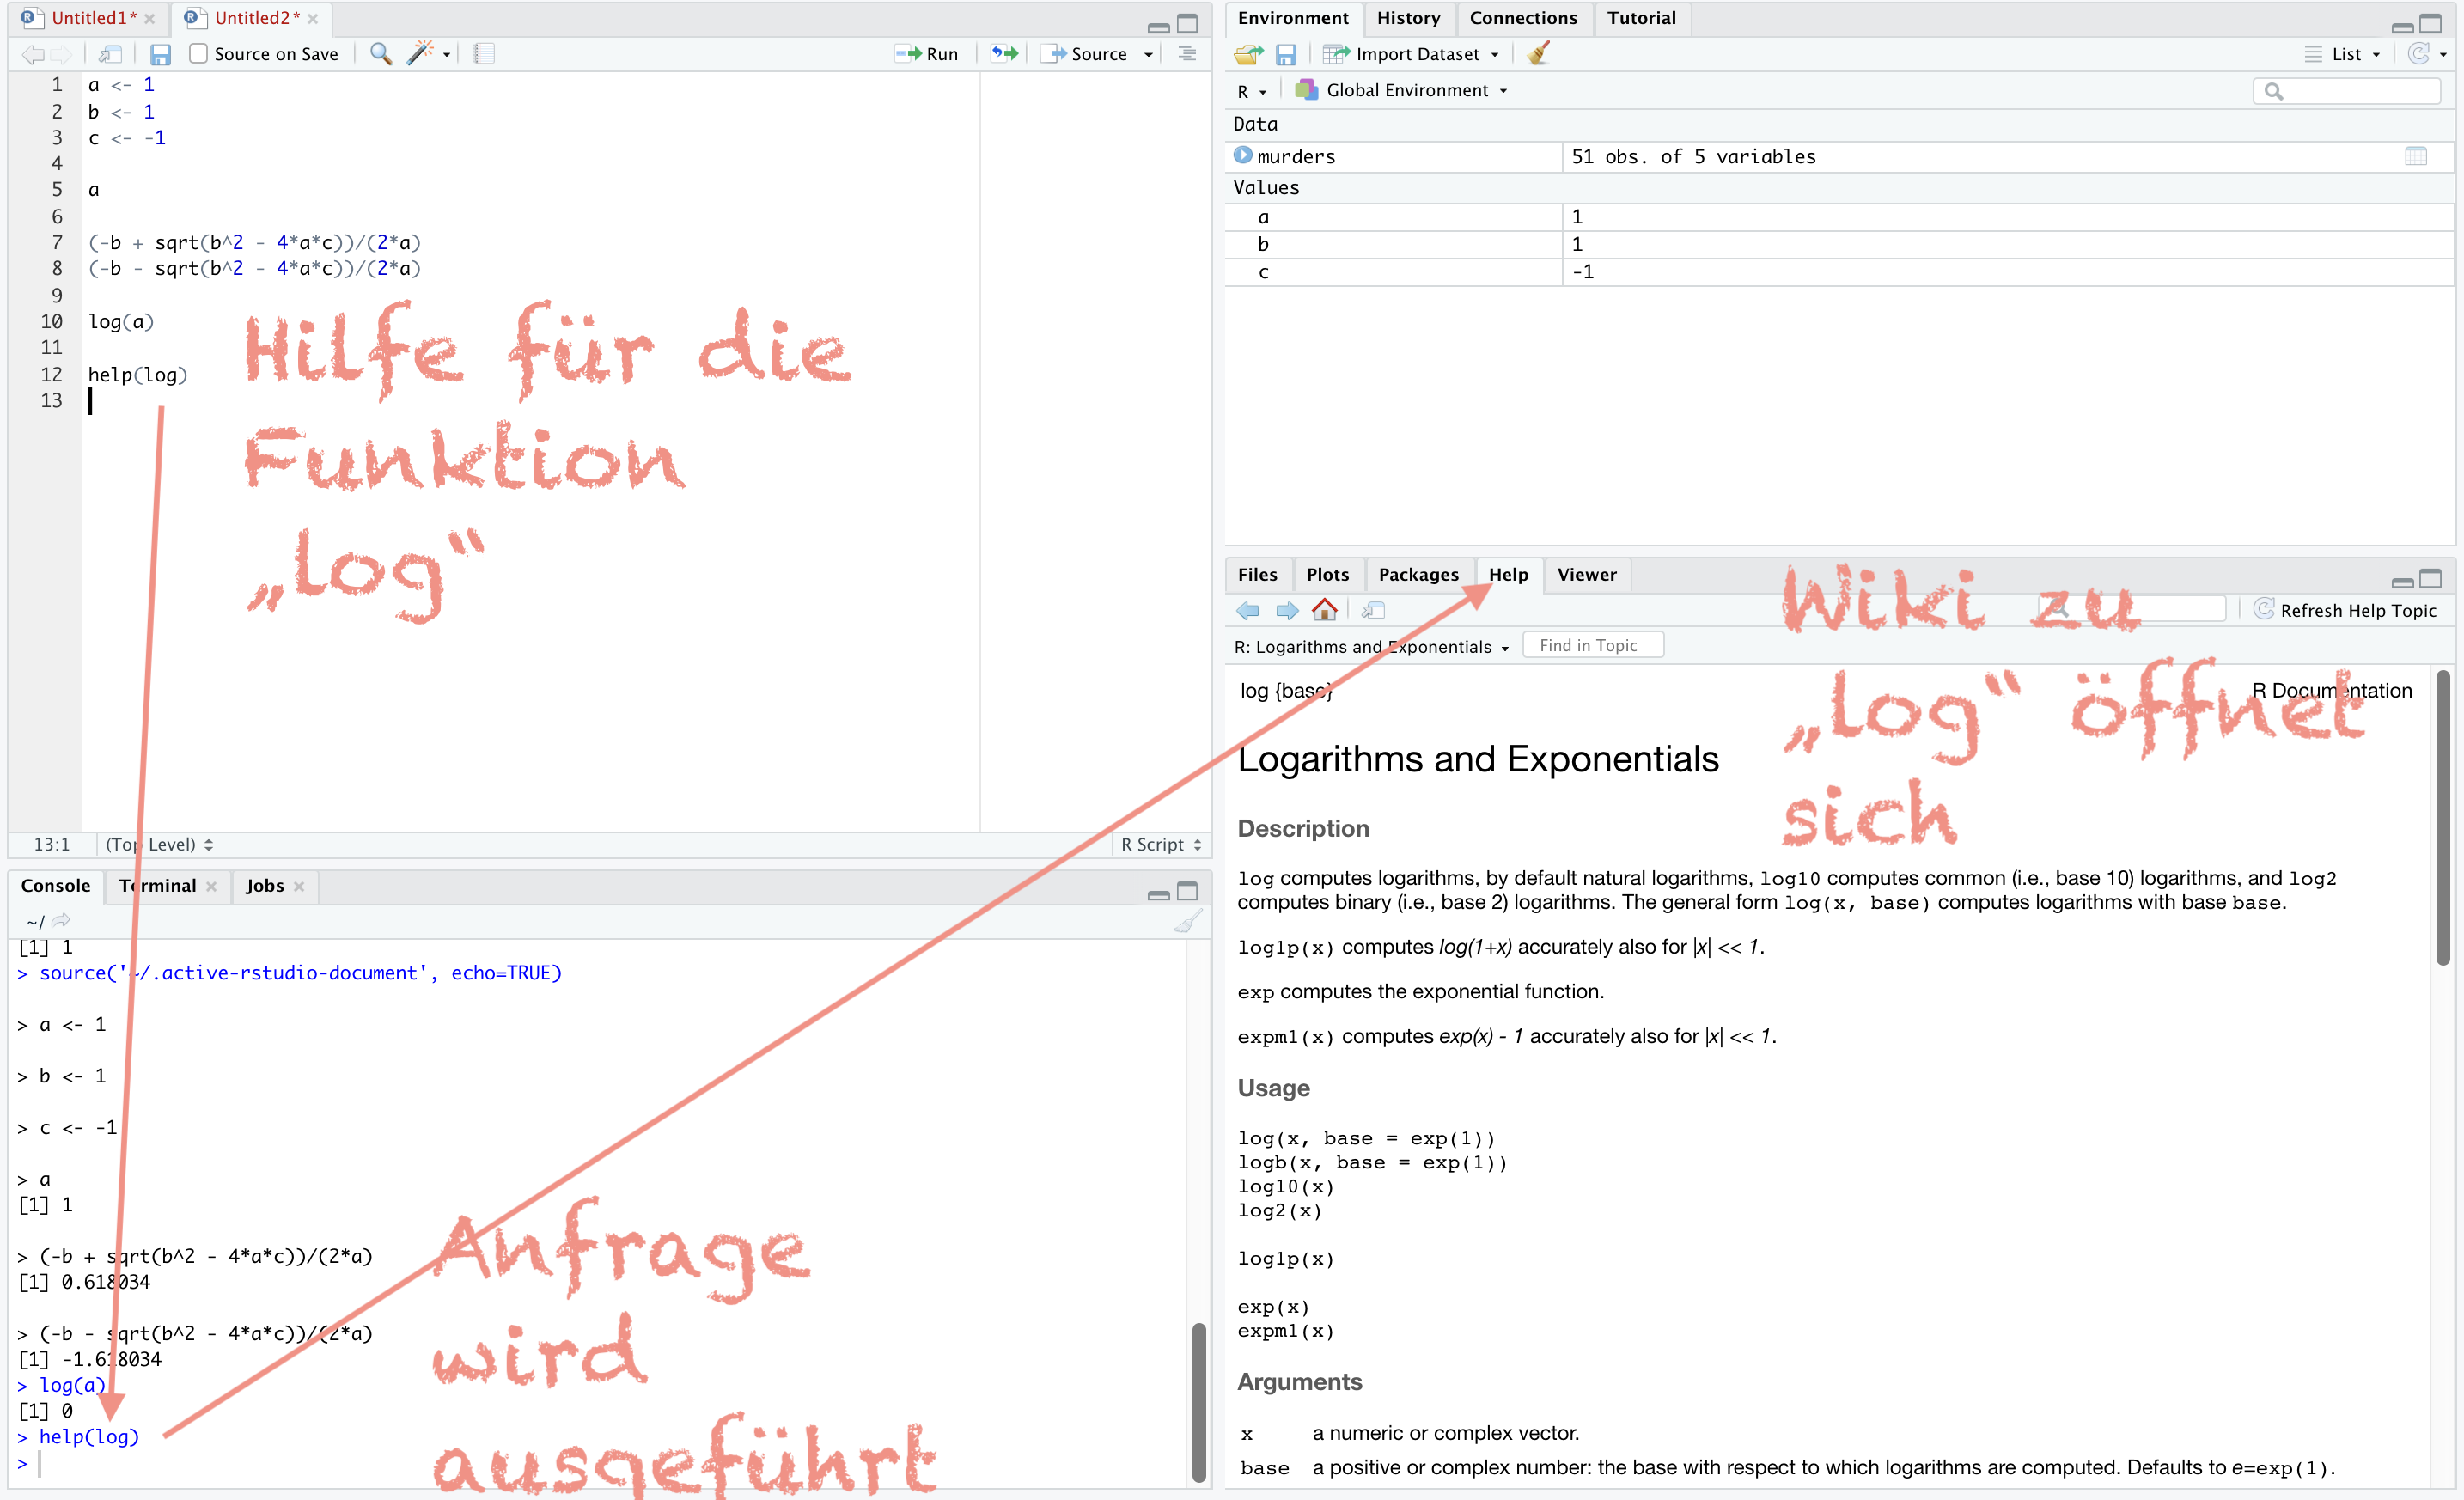 Untitled1* Untitled2*
Source on Save Run Source
1 a <- 1
2 b <- 1
3 c <- -1
4
5 a
6
7 (-b + sqrt(b^2 - 4*a*c))/(2*a)
8 (-b - sqrt(b^2 - 4*a*c))/(2*a)
9
10 log(a)
11
12 help(log)
13
Hilfe für die
Funktion
„log“
13:1 (Top Level) R Script
Console Terminal Jobs
~/
[1] 1
> source('~/.active-rstudio-document', echo=TRUE)
> a <- 1
> b <- 1
> c <- -1
> a
[1] 1
> (-b + sqrt(b^2 - 4*a*c))/(2*a)
[1] 0.618034
> (-b - sqrt(b^2 - 4*a*c))/(2*a)
[1] -1.618034
> log(a)
[1] 0
> help(log)
>
Anfrage
wird
ausgeführt
Environment History Connections Tutorial
Import Dataset List
R Global Environment
Data
murders 51 obs. of 5 variables
Values
a 1
b 1
c -1
Files Plots Packages Help Viewer
Refresh Help Topic
R: Logarithms and Exponentials Find in Topic
Wiki zu
„log“ öffnet
sich
log {base} R Documentation
Logarithms and Exponentials
Description
log computes logarithms, by default natural logarithms, log10 computes common (i.e., base 10) logarithms, and log2
computes binary (i.e., base 2) logarithms. The general form log(x, base) computes logarithms with base base.
log1p(x) computes log(1+x) accurately also for |x| << 1.
exp computes the exponential function.
expm1(x) computes exp(x) - 1 accurately also for |x| << 1.
Usage
log(x, base = exp(1))
logb(x, base = exp(1))
log10(x)
log2(x)
log1p(x)
exp(x)
expm1(x)
Arguments
x a numeric or complex vector.
base a positive or complex number: the base with respect to which logarithms are computed. Defaults to e=exp(1).